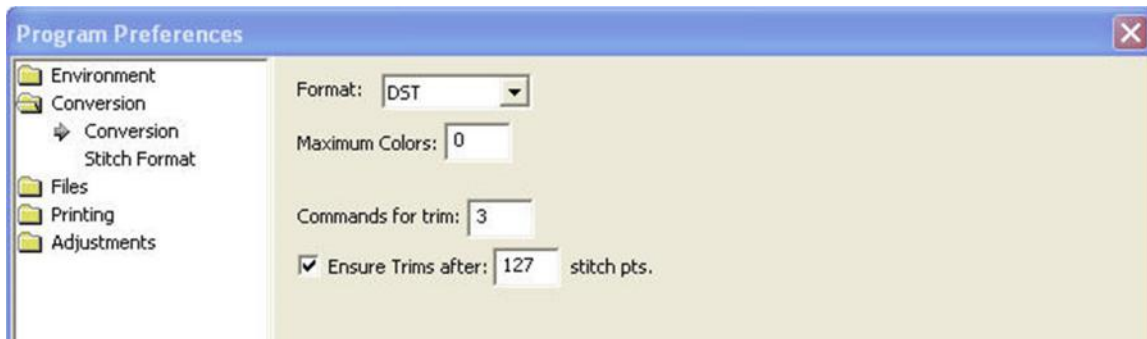 Program Preferences
Environment
Conversion
Conversion
Stitch Format
Files
Printing
Adjustments
Format: DST
Maximum Colors: 0
Commands for trim: 3
Ensure Trims after: 127 stitch pts.